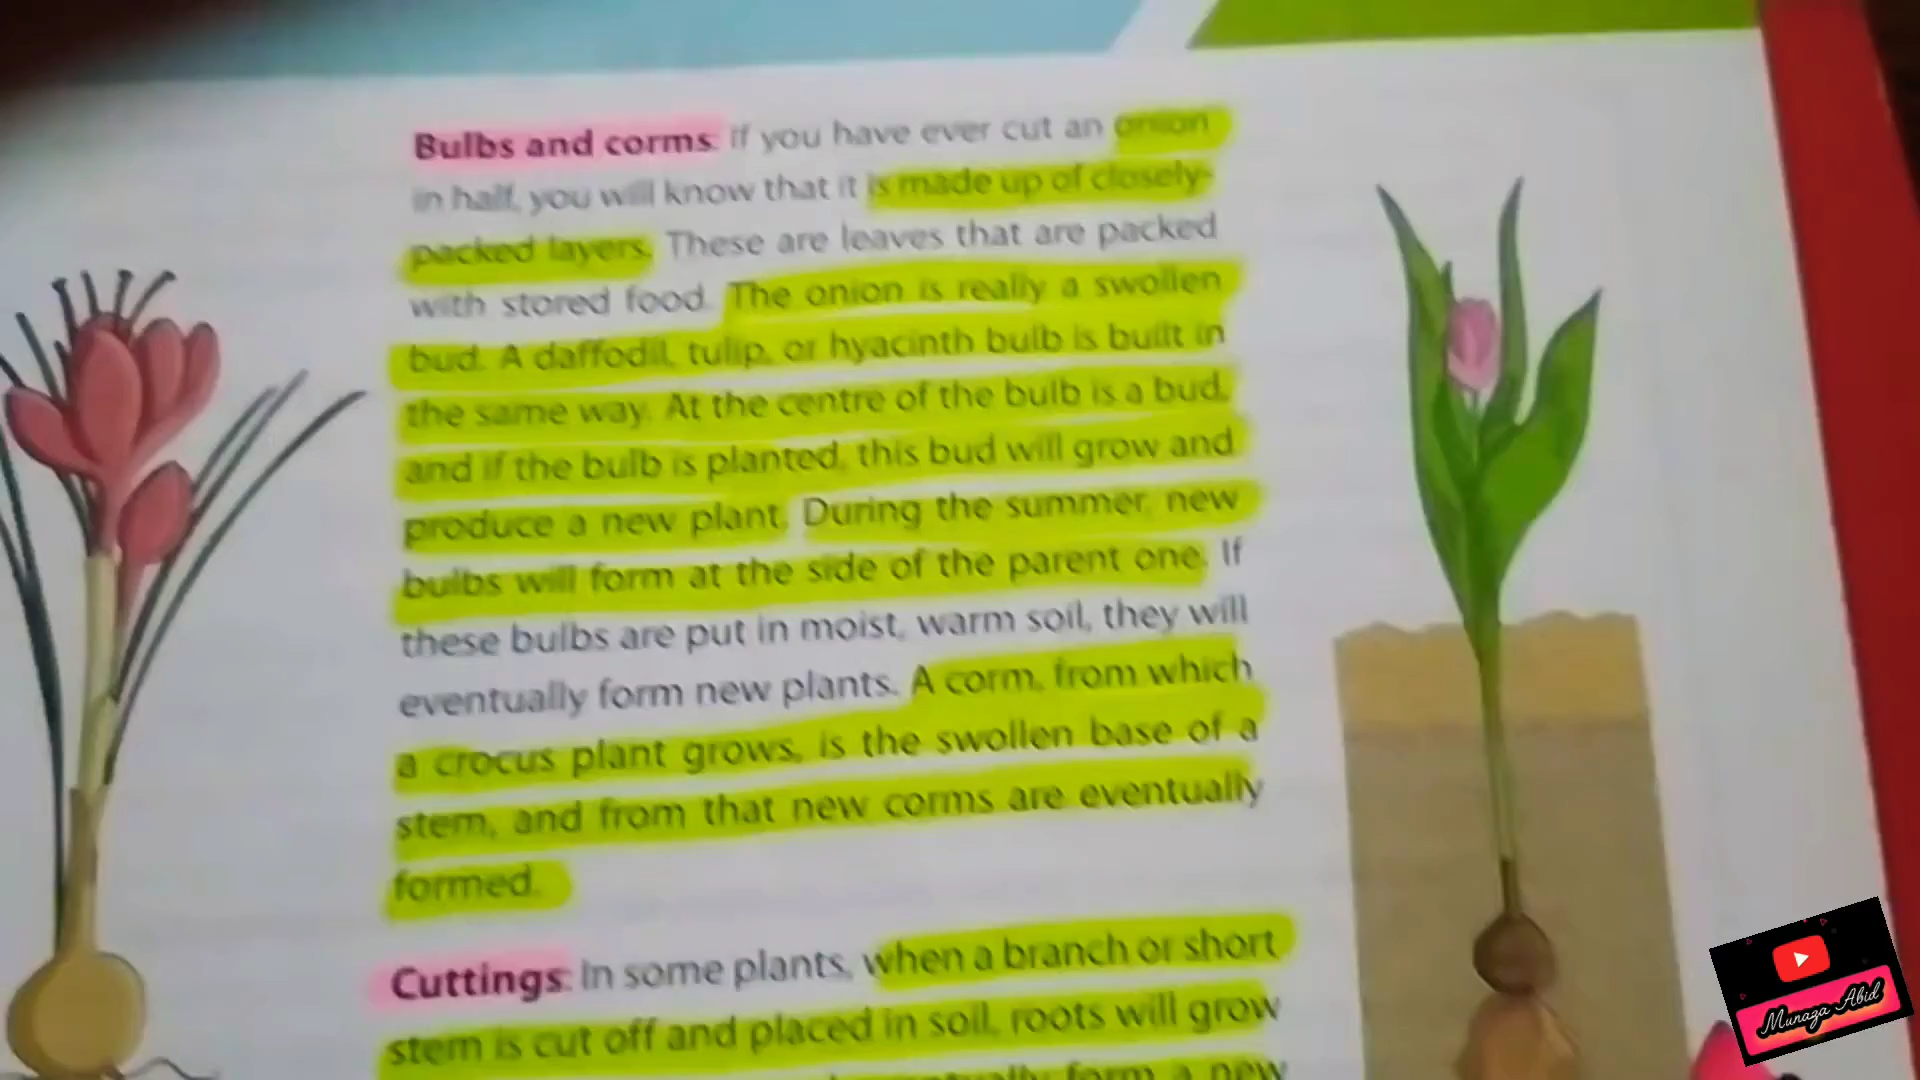 Bulbs and corms: If you have ever cut an onion
in half, you will know that it is made up of closely-
packed layers. These are leaves that are packed
with stored food. The onion is really a swollen
bud. A daffodil, tulip, or hyacinth bulb is built in
the same way. At the centre of the bulb is a bud,
and if the bulb is planted, this bud will grow and
produce a new plant. During the summer, new
bulbs will form at the side of the parent one. If
these bulbs are put in moist, warm soil, they will
eventually form new plants. A corm, from which
a crocus plant grows, is the swollen base of a
stem, and from that new corms are eventually
formed.
Cuttings: In some plants, when a branch or short
stem is cut off and placed in soil, roots will grow
form a new
Munaza Abid